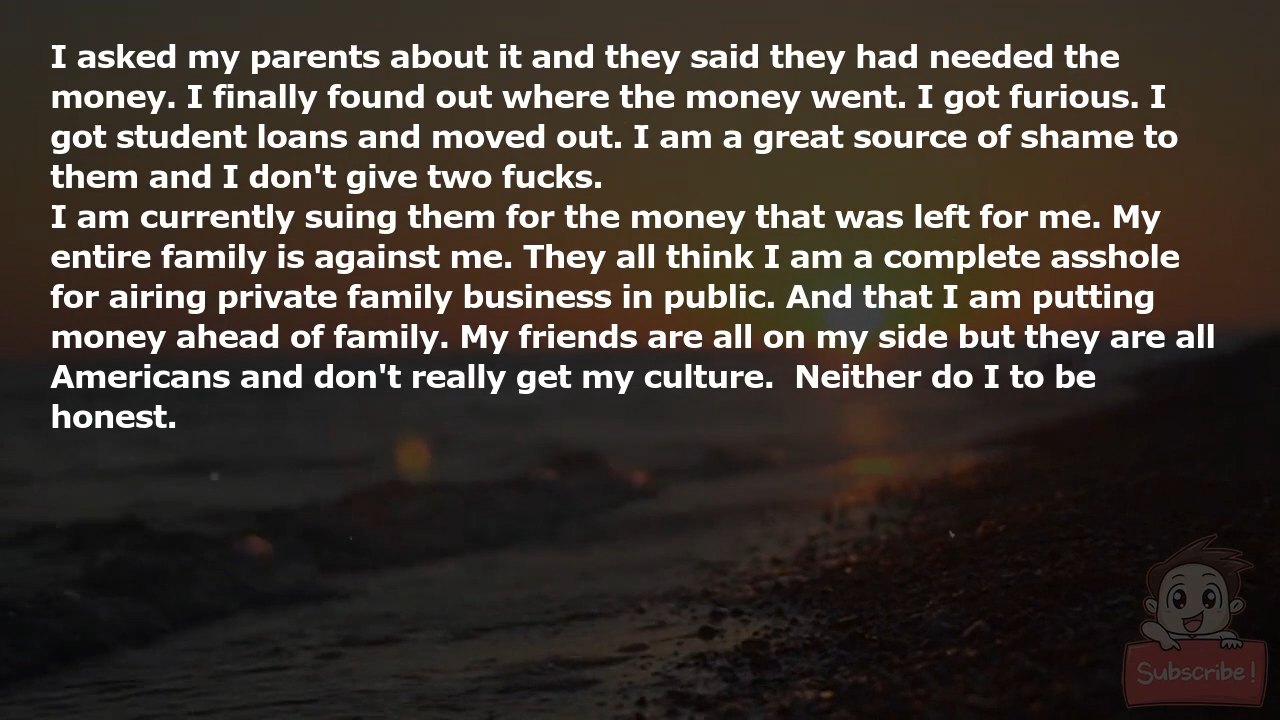 I asked my parents about it and they said they had needed the
money. I finally found out where the money went. I got furious. I
got student loans and moved out. I am a great source of shame to
them and I don't give two fucks.
I am currently suing them for the money that was left for me. My
entire family is against me. They all think I am a complete asshole
for airing private family business in public. And that I am putting
money ahead of family. My friends are all on my side but they are all
Americans and don't really get my culture.  Neither do I to be
honest.
Subscribe!